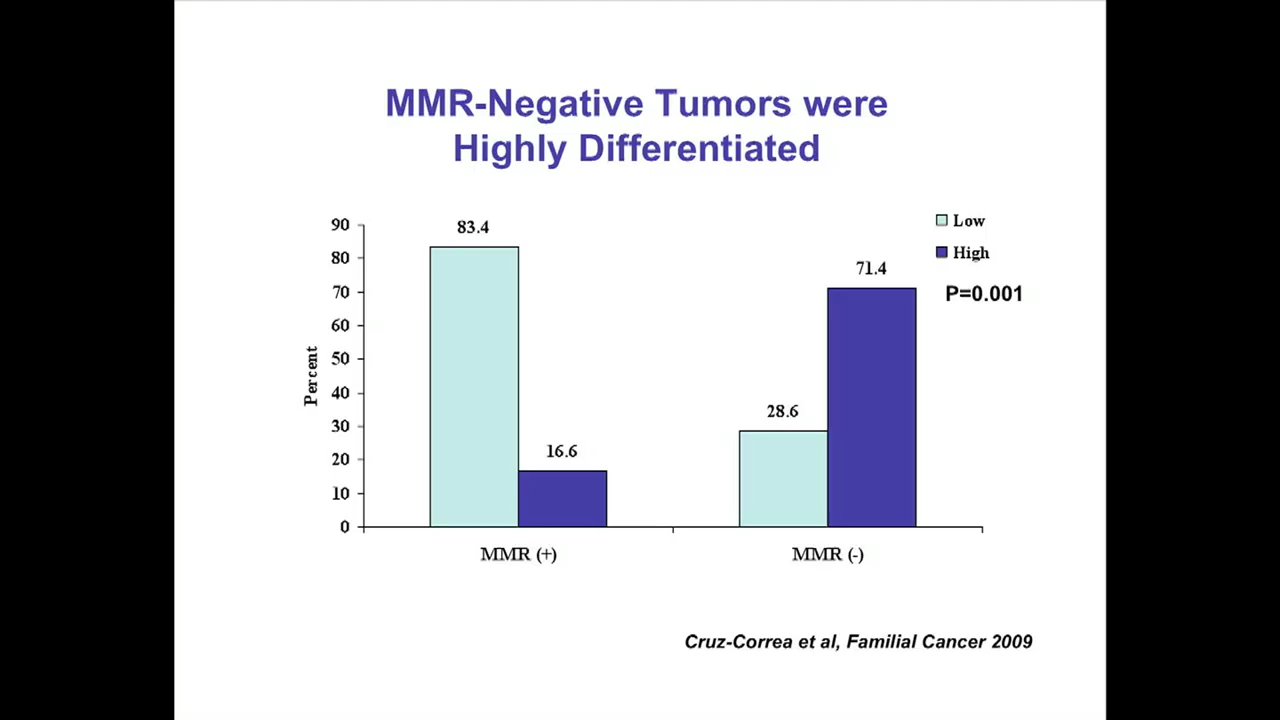 MMR-Negative Tumors were
Highly Differentiated
Low
High
P=0.001
Percent
90
80
70
60
50
40
30
20
10
0
83.4
16.6
28.6
71.4
MMR (+)
MMR (-)
Cruz-Correa et al, Familial Cancer 2009